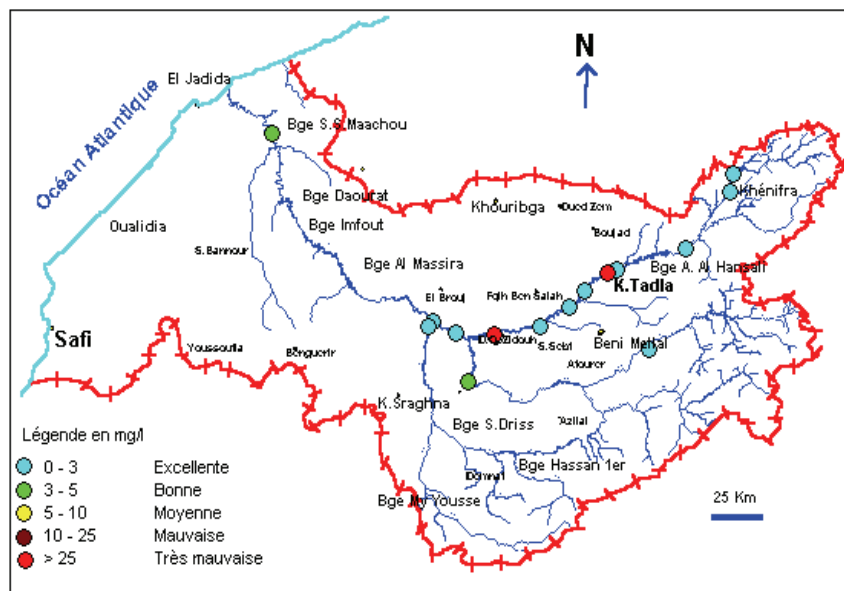 N
El Jadida
Océan Atlantique
Bge S.S.Maachou
Khénifra
Bge Daourat
Khouribga
Oued Zem
Oualidia
Bge Imfout
Boujad
S.Bannour
Bge Al Massira
Bge A. Al Hansali
K.Tadla
El Brouj
Fqih Ben Salah
Safi
Beni Mellal
S.Sebt
Youssoufia
Benguerir
Afourer
K.Sraghna
Bge S.Driss
Azilal
Légende en mg/l
0 - 3 Excellente
Bge Hassan 1er
3 - 5 Bonne
5 - 10 Moyenne
Bge My Yousse
25 Km
10 - 25 Mauvaise
> 25 Très mauvaise